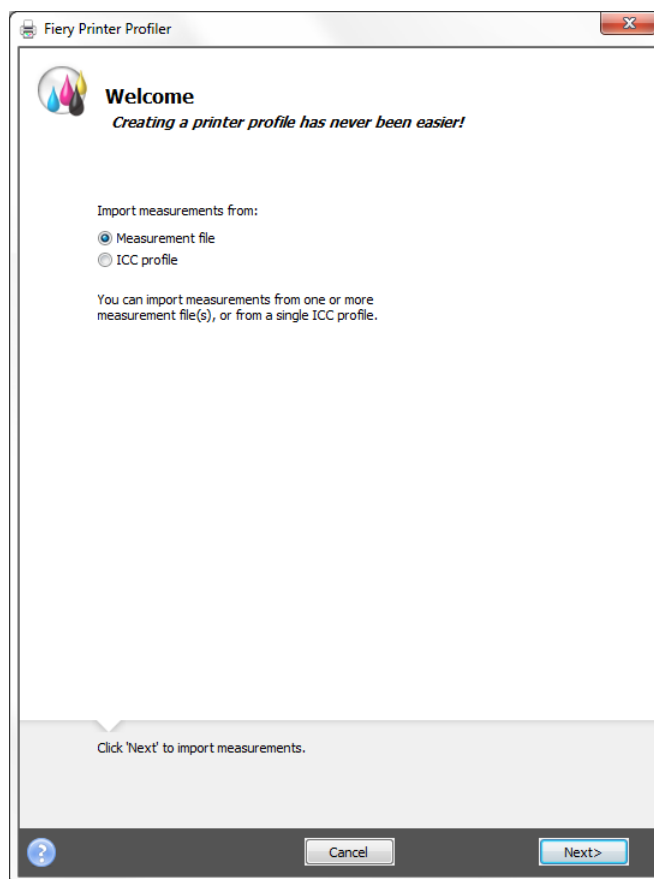 Fiery Printer Profiler
Welcome
Creating a printer profile has never been easier!
Import measurements from:
Measurement file
ICC profile
You can import measurements from one or more
measurement file(s), or from a single ICC profile.
Click 'Next' to import measurements.
?
Cancel
Next>